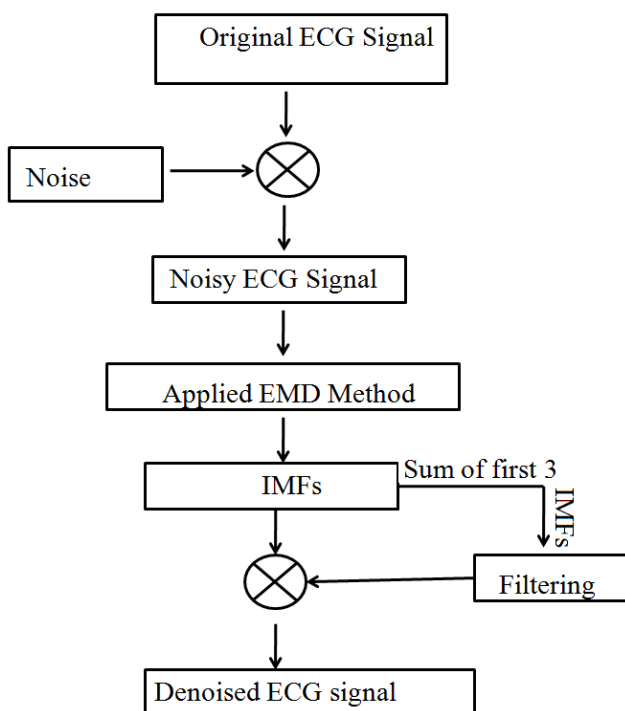 Original ECG Signal
Noise
Noisy ECG Signal
Applied EMD Method
IMFs
Sum of first 3
IMFs
Filtering
Denoised ECG signal